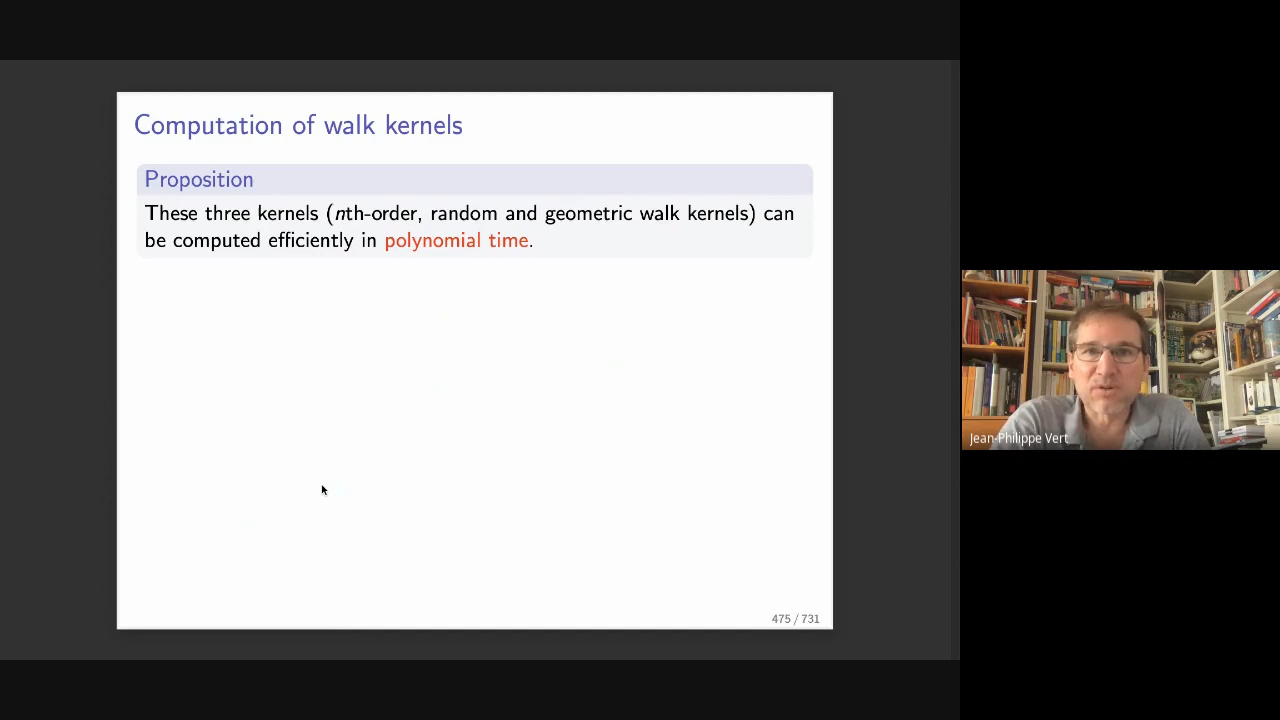 Computation of walk kernels
Proposition
These three kernels (nth-order, random and geometric walk kernels) can
be computed efficiently in polynomial time.
475 / 731
Jean-Philippe Vert